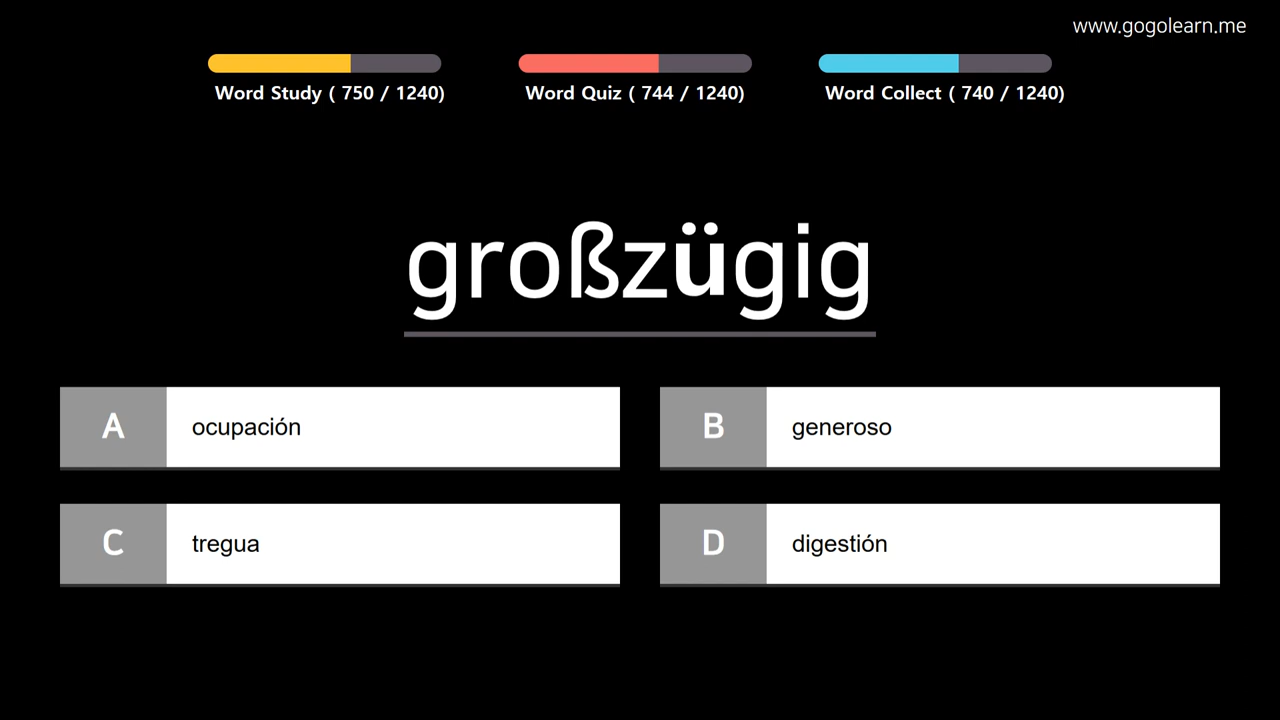 www.gogolearn.me
Word Study ( 750 / 1240)
Word Quiz ( 744 / 1240)
Word Collect ( 740 / 1240)
großzügig
A
ocupación
B
generoso
C
tregua
D
digestión